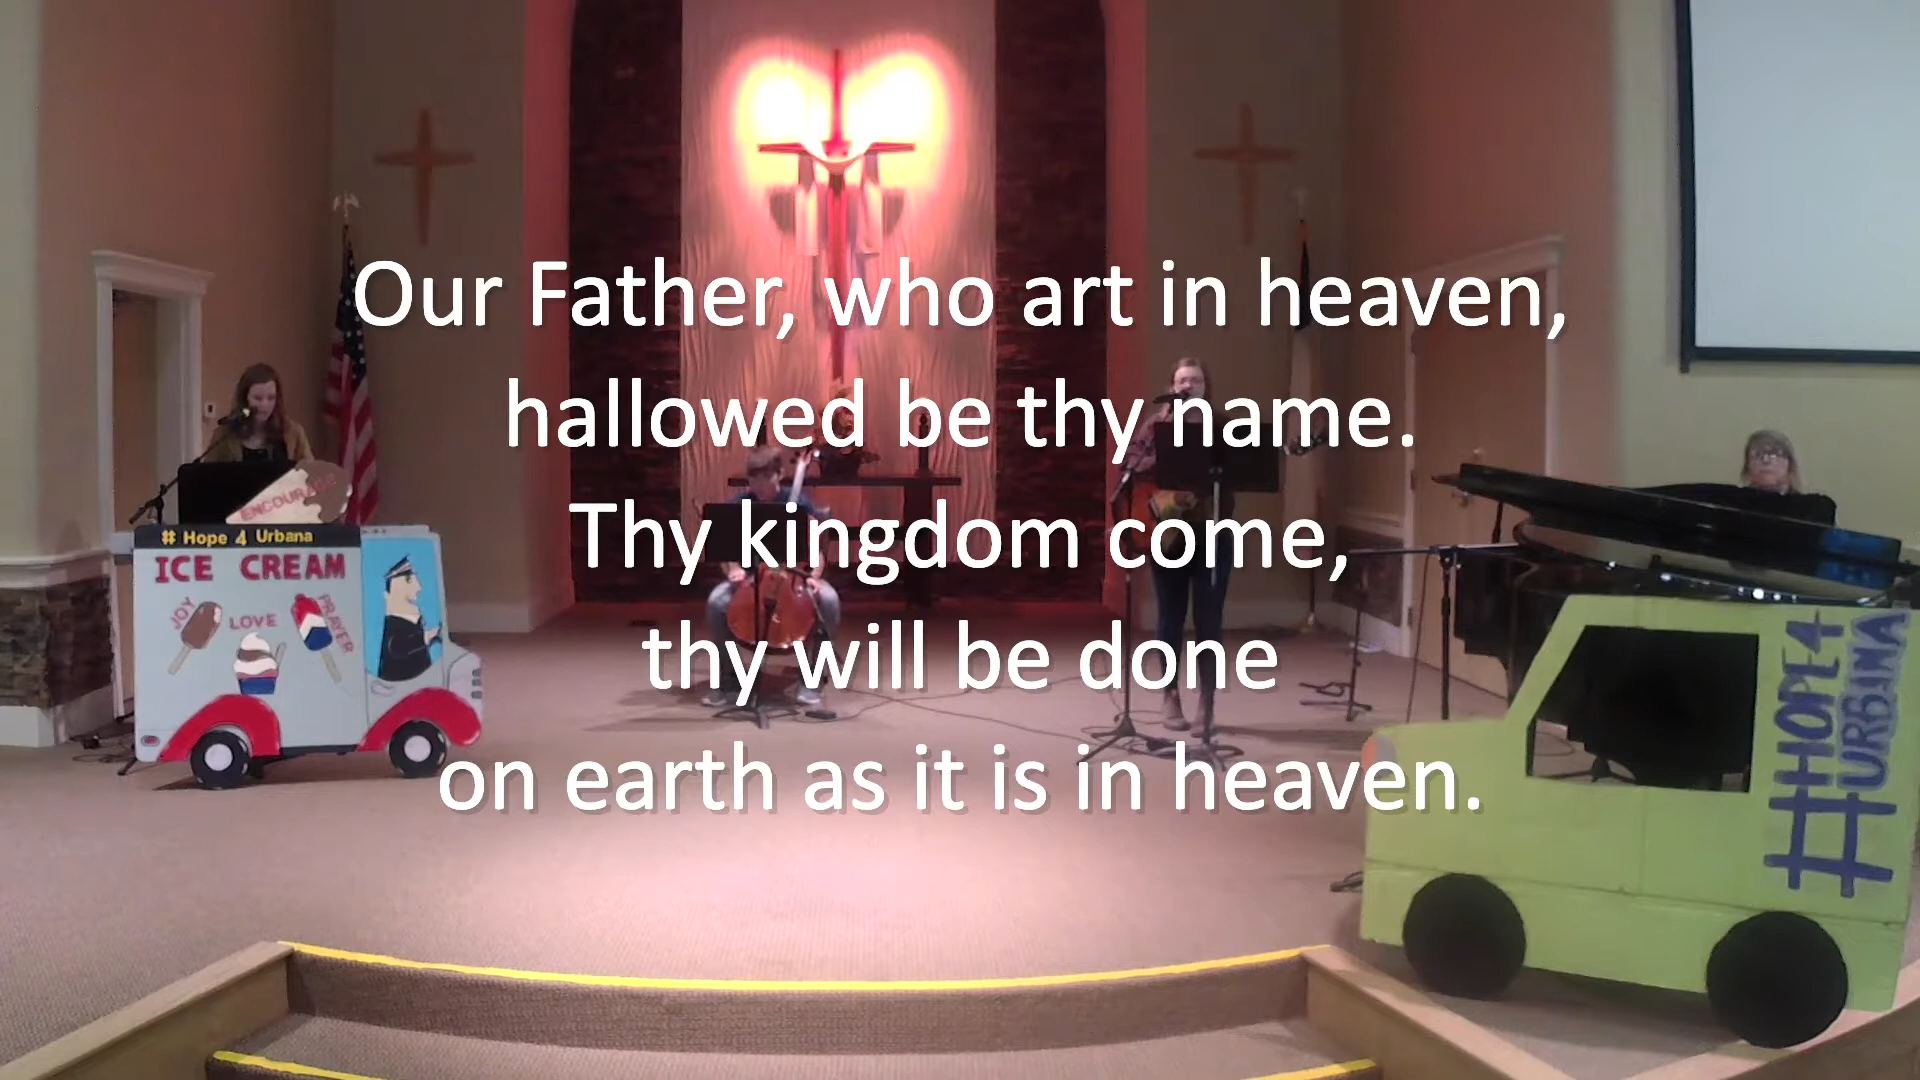 Our Father, who art in heaven,
hallowed be thy name.
Thy kingdom come,
thy will be done
on earth as it is in heaven.
ENCOURAGE
# Hope 4 Urbana
ICE CREAM
JOY
LOVE
PRAYER
#HOPE4
URBANA